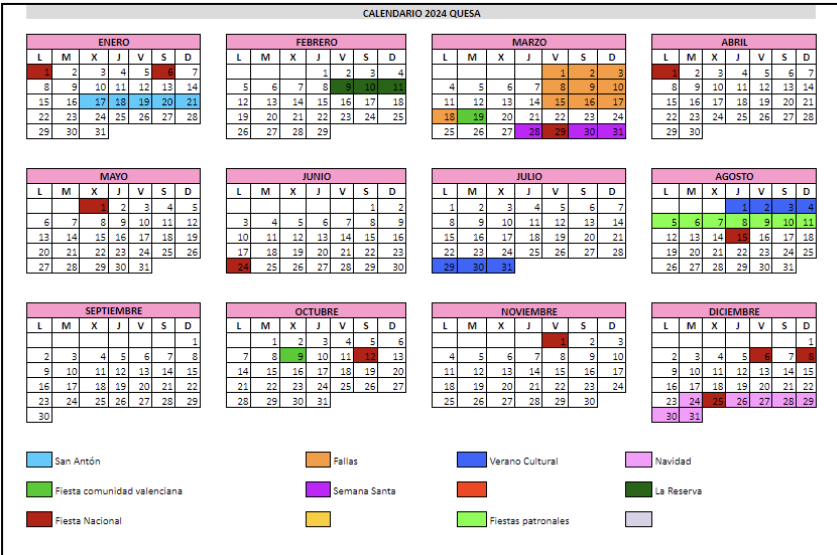 CALENDARIO 2024 QUESA
ENERO
L M X J V S D
1 2 3 4 5 6 7
8 9 10 11 12 13 14
15 16 17 18 19 20 21
22 23 24 25 26 27 28
29 30 31
FEBRERO
L M X J V S D
1 2 3 4
5 6 7 8 9 10 11
12 13 14 15 16 17 18
19 20 21 22 23 24 25
26 27 28 29
MARZO
L M X J V S D
1 2 3
4 5 6 7 8 9 10
11 12 13 14 15 16 17
18 19 20 21 22 23 24
25 26 27 28 29 30 31
ABRIL
L M X J V S D
1 2 3 4 5 6 7
8 9 10 11 12 13 14
15 16 17 18 19 20 21
22 23 24 25 26 27 28
29 30
MAYO
L M X J V S D
1 2 3 4 5
6 7 8 9 10 11 12
13 14 15 16 17 18 19
20 21 22 23 24 25 26
27 28 29 30 31
JUNIO
L M X J V S D
1 2
3 4 5 6 7 8 9
10 11 12 13 14 15 16
17 18 19 20 21 22 23
24 25 26 27 28 29 30
JULIO
L M X J V S D
1 2 3 4 5 6 7
8 9 10 11 12 13 14
15 16 17 18 19 20 21
22 23 24 25 26 27 28
29 30 31
AGOSTO
L M X J V S D
1 2 3 4
5 6 7 8 9 10 11
12 13 14 15 16 17 18
19 20 21 22 23 24 25
26 27 28 29 30 31
SEPTIEMBRE
L M X J V S D
1
2 3 4 5 6 7 8
9 10 11 12 13 14 15
16 17 18 19 20 21 22
23 24 25 26 27 28 29
30
OCTUBRE
L M X J V S D
1 2 3 4 5 6
7 8 9 10 11 12 13
14 15 16 17 18 19 20
21 22 23 24 25 26 27
28 29 30 31
NOVIEMBRE
L M X J V S D
1 2 3
4 5 6 7 8 9 10
11 12 13 14 15 16 17
18 19 20 21 22 23 24
25 26 27 28 29 30
DICIEMBRE
L M X J V S D
1
2 3 4 5 6 7 8
9 10 11 12 13 14 15
16 17 18 19 20 21 22
23 24 25 26 27 28 29
30 31
San Antón
Fallas
Verano Cultural
Navidad
Fiesta comunidad valenciana
Semana Santa
La Reserva
Fiesta Nacional
Fiestas patronales